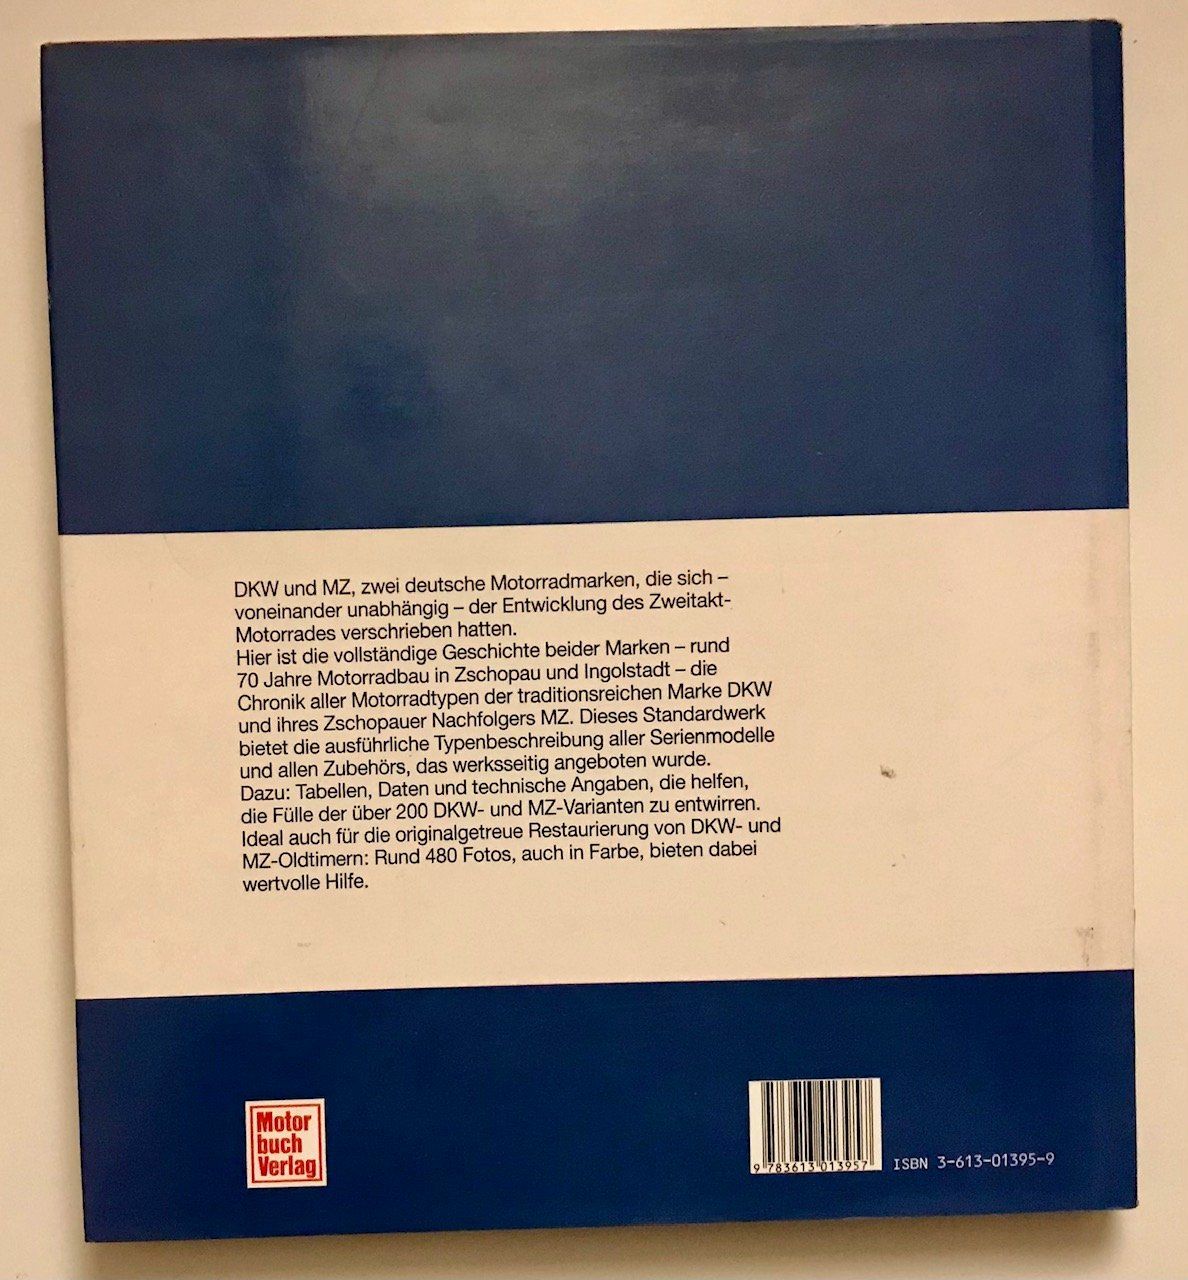 DKW und MZ, zwei deutsche Motorradmarken, die sich –
voneinander unabhängig – der Entwicklung des Zweitakt-
Motorrades verschrieben hatten.
Hier ist die vollständige Geschichte beider Marken – rund
70 Jahre Motorradbau in Zschopau und Ingolstadt – die
Chronik aller Motorradtypen der traditionsreichen Marke DKW
und ihres Zschopauer Nachfolgers MZ. Dieses Standardwerk
bietet die ausführliche Typenbeschreibung aller Serienmodelle
und allen Zubehörs, das werksseitig angeboten wurde.
Dazu: Tabellen, Daten und technische Angaben, die helfen,
die Fülle der über 200 DKW- und MZ-Varianten zu entwirren.
Ideal auch für die originalgetreue Restaurierung von DKW- und
MZ-Oldtimern: Rund 480 Fotos, auch in Farbe, bieten dabei
wertvolle Hilfe.
Motor
buch
Verlag
9 783613 013957
ISBN 3-613-01395-9